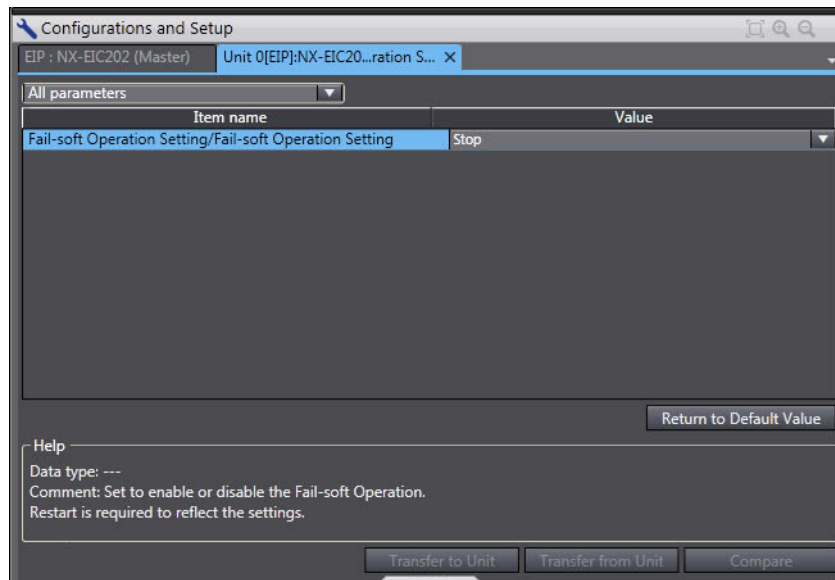 Configurations and Setup
EIP : NX-EIC202 (Master)
Unit 0[EIP]:NX-EIC20...ration S...
All parameters
Item name Value
Fail-soft Operation Setting/Fail-soft Operation Setting Stop
Return to Default Value
Help
Data type: ---
Comment: Set to enable or disable the Fail-soft Operation.
Restart is required to reflect the settings.
Transfer to Unit Transfer from Unit Compare